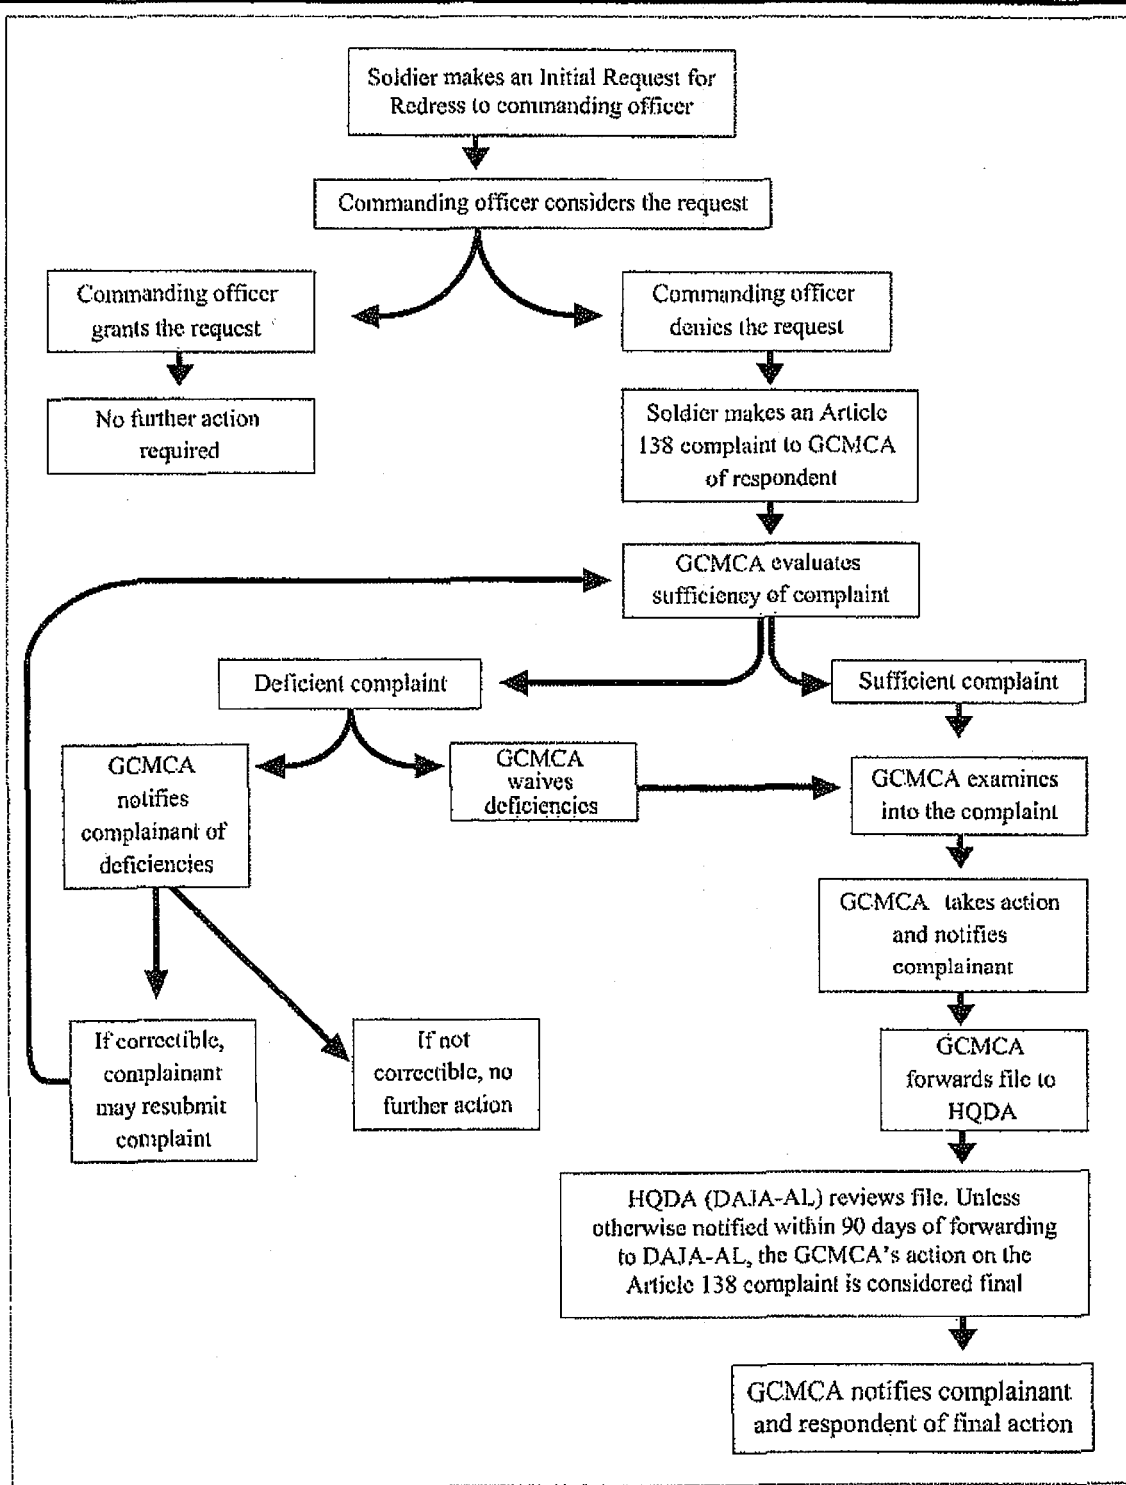 Soldier makes an Initial Request for
Redress to commanding officer
Commanding officer considers the request
Commanding officer
grants the request
Commanding officer
denies the request
No further action
required
Soldier makes an Article
138 complaint to GCMCA
of respondent
GCMCA evaluates
sufficiency of complaint
Deficient complaint
Sufficient complaint
GCMCA
notifies
complainant of
deficiencies
GCMCA
waives
deficiencies
GCMCA examines
into the complaint
GCMCA takes action
and notifies
complainant
If correctible,
complainant
may resubmit
complaint
If not
correctible, no
further action
GCMCA
forwards file to
HQDA
HQDA (DAJA-AL) reviews file. Unless
otherwise notified within 90 days of forwarding
to DAJA-AL, the GCMCA's action on the
Article 138 complaint is considered final
GCMCA notifies complainant
and respondent of final action